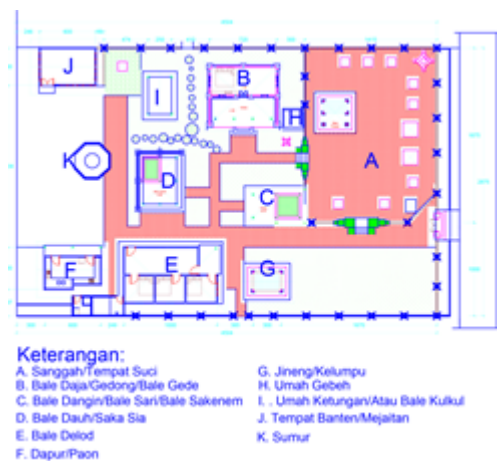 J
B
I
H
K
D
A
C
F
E
G
Keterangan:
A. Sanggah/Tempat Suci
B. Bale Daja/Gedong/Bale Gede
C. Bale Dangin/Bale Sari/Bale Sakenem
D. Bale Dauh/Saka Sia
E. Bale Delod
F. Dapur/Paon
G. Jineng/Kelumpu
H. Umah Gebeh
I. . Umah Ketungan/Atau Bale Kulkul
J. Tempat Banten/Mejaitan
K. Sumur